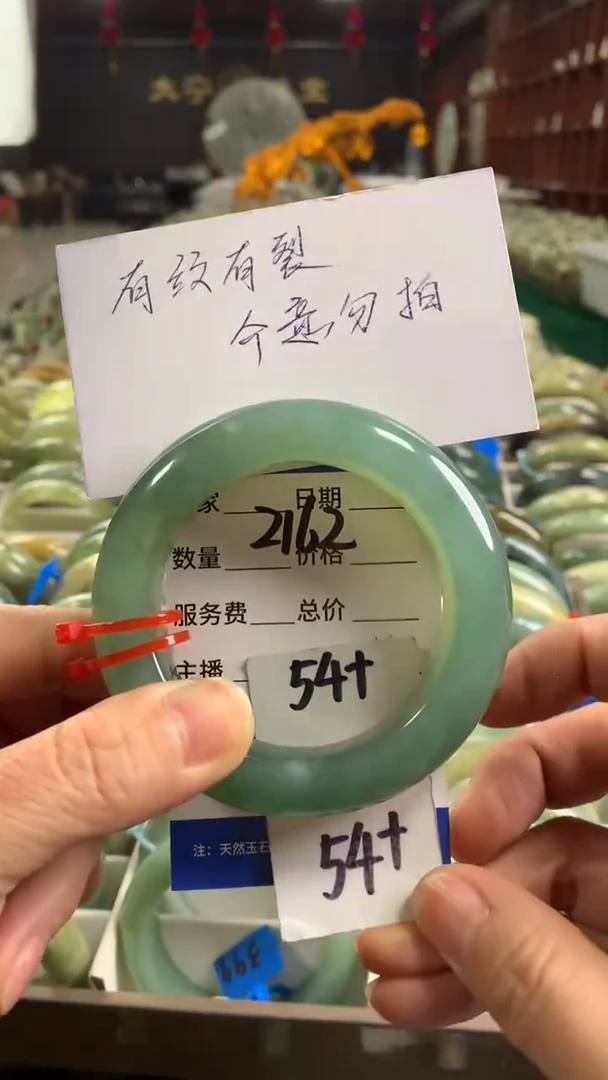 有纹有裂
介意勿拍
家 日期
2162
数量 价格
服务费 总价
主播
54+
54+
注：天然玉石
399